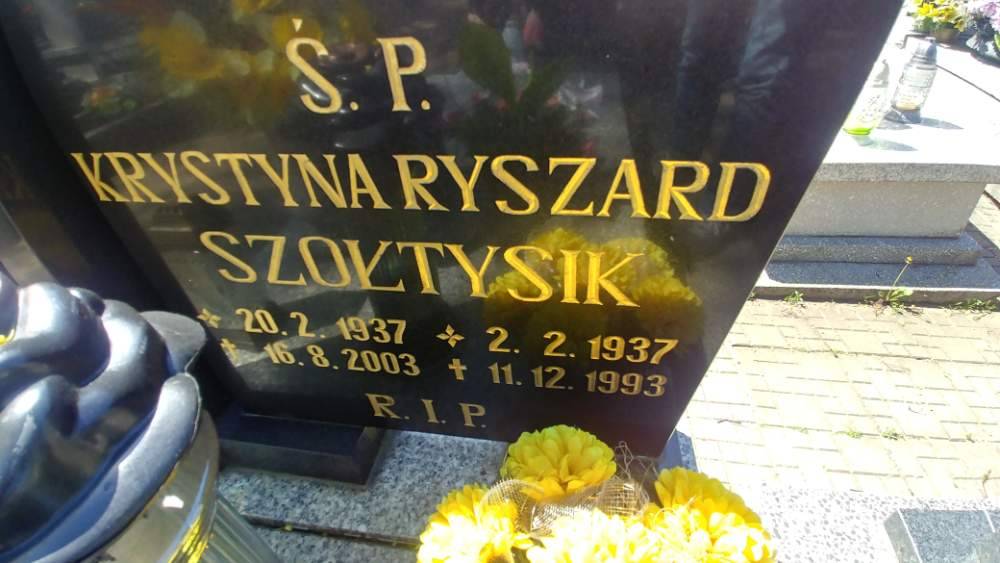 Ś. P.
KRYSTYNA RYSZARD
SZOŁTYSIK
20. 2. 1937 2. 2. 1937
† 16. 8. 2003 † 11. 12. 1993
R. I. P.